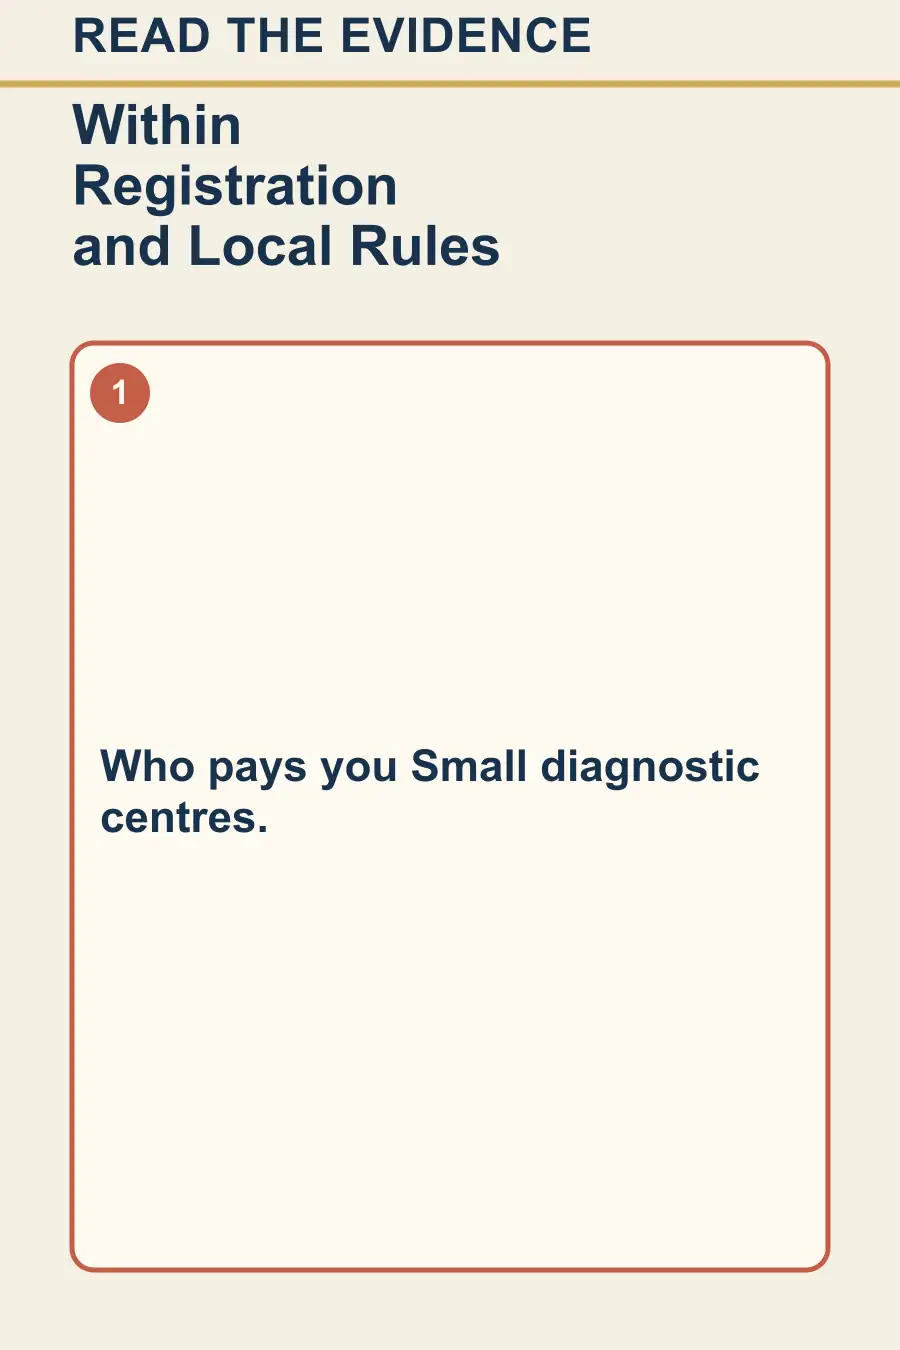 READ THE EVIDENCE
Within
Registration
and Local Rules
1
Who pays you Small diagnostic
centres.